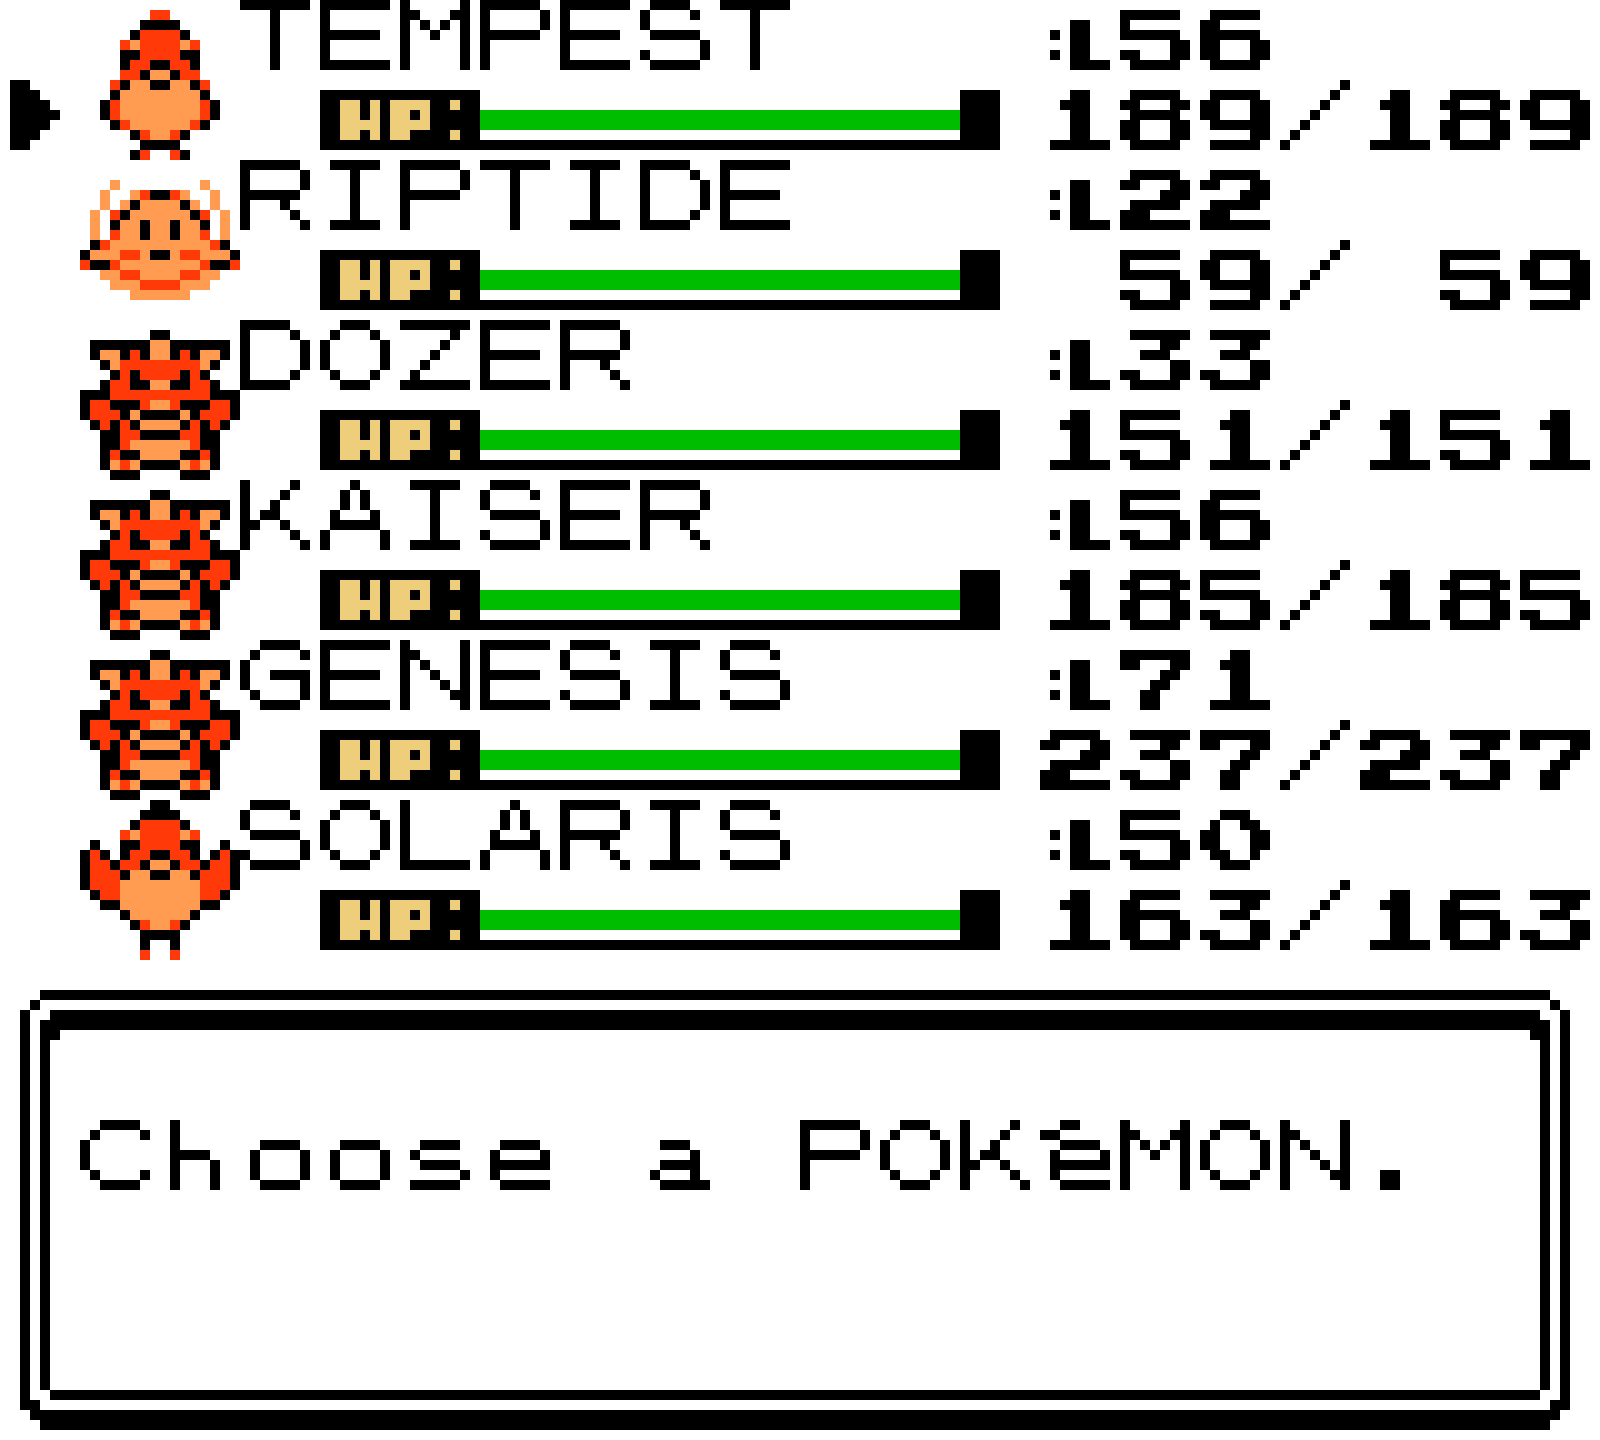 TEMPEST :L56
HP: 189/189
RIPTIDE :L22
HP: 59/ 59
DOZER :L33
HP: 151/151
KAISER :L56
HP: 185/185
GENESIS :L71
HP: 237/237
SOLARIS :L50
HP: 163/163
Choose a POKéMON.